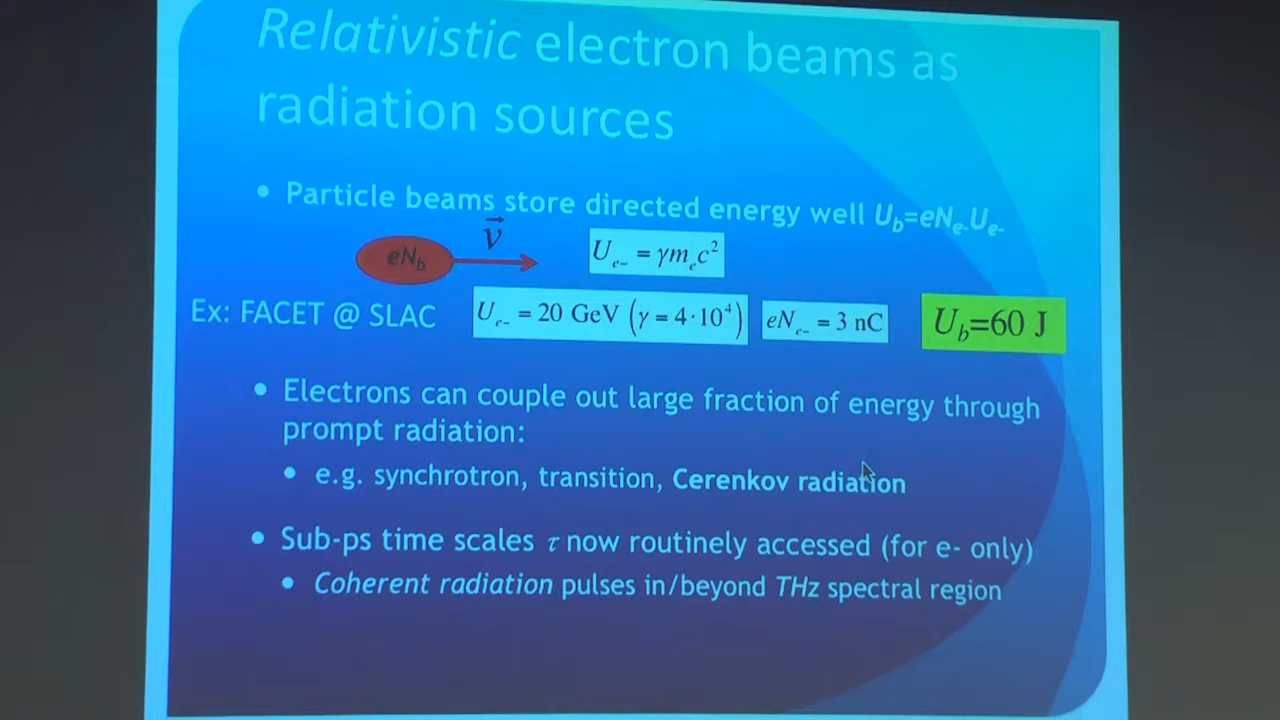 Relativistic electron beams as
radiation sources
• Particle beams store directed energy well U_b=eN_e-U_e-
eN_b
v⃗
U_e- = γm_ec²
Ex: FACET @ SLAC
U_e- = 20 GeV (γ = 4·10⁴)
eN_e- = 3 nC
U_b=60 J
• Electrons can couple out large fraction of energy through
prompt radiation:
• e.g. synchrotron, transition, Cerenkov radiation
• Sub-ps time scales τ now routinely accessed (for e- only)
• Coherent radiation pulses in/beyond THz spectral region